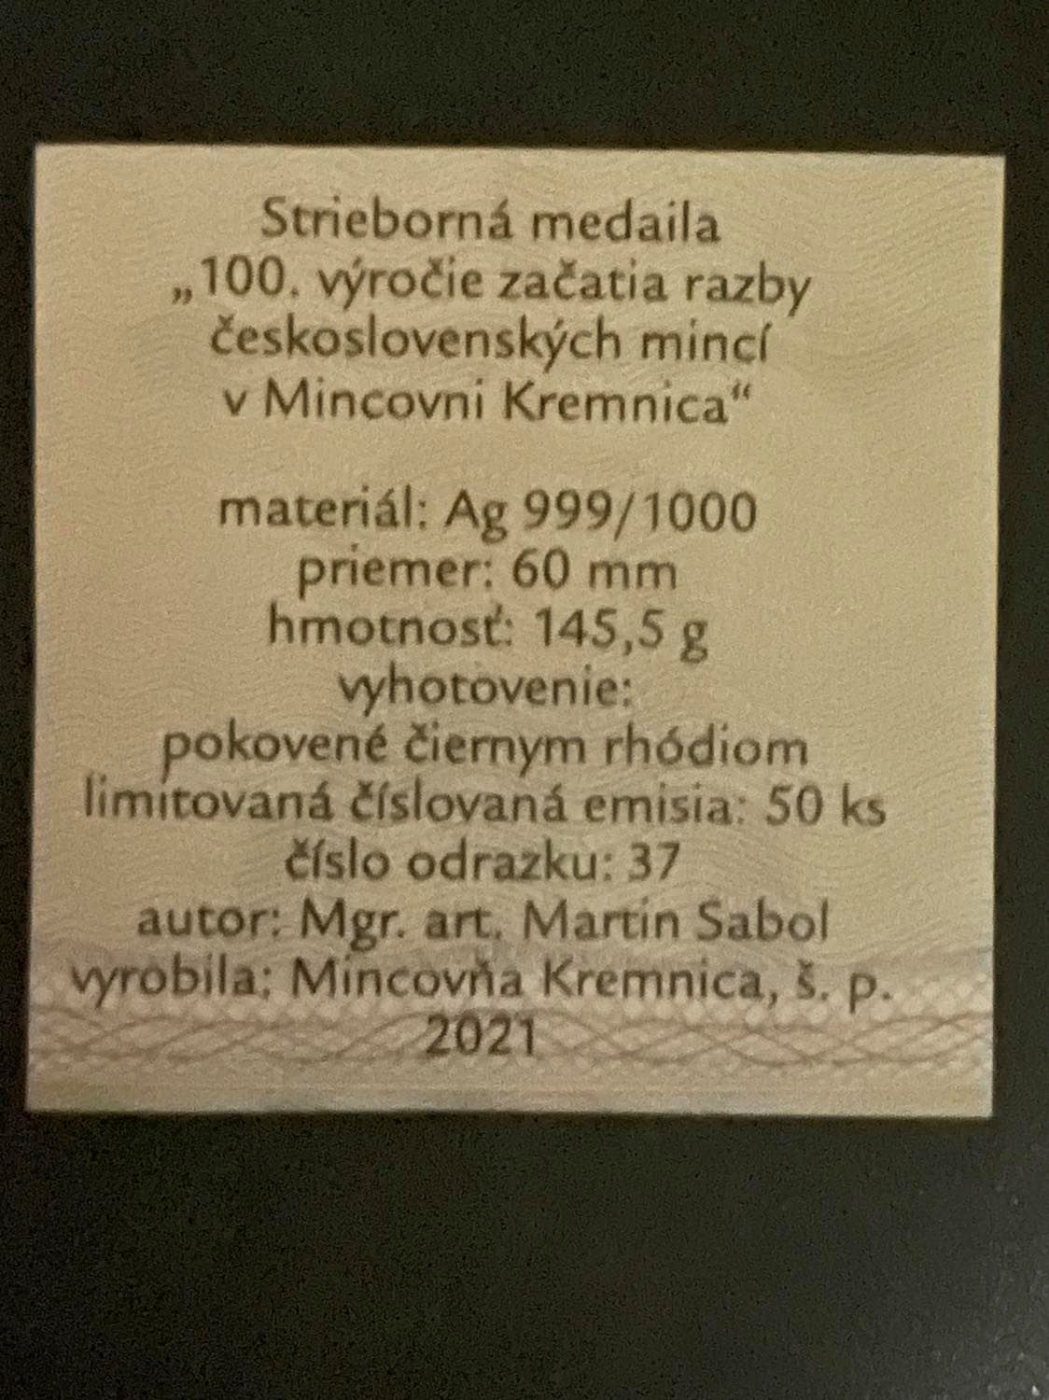 Strieborná medaila
„100. výročie začatia razby
československých mincí
v Mincovni Kremnica“
materiál: Ag 999/1000
priemer: 60 mm
hmotnosť: 145,5 g
vyhotovenie:
pokovené čiernym rhódiom
limitovaná číslovaná emisia: 50 ks
číslo odrazku: 37
autor: Mgr. art. Martin Sabol
vyrobila: Mincovňa Kremnica, š. p.
2021